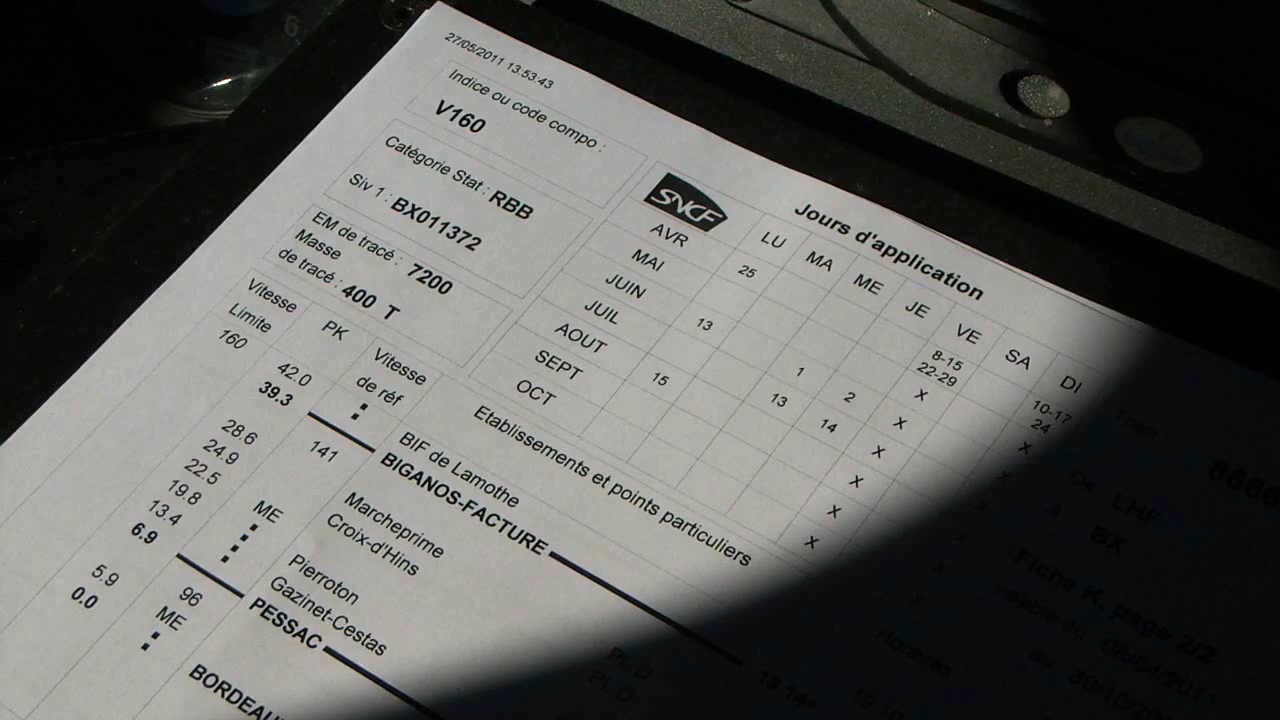 27/05/2011 13:53:43
Indice ou code compo :
V160
Catégorie Stat : RBB
Siv 1 : BX011372
EM de tracé : 7200
Masse
de tracé : 400 T
SNCF
Jours d'application
LU MA ME JE VE SA DI
AVR
MAI
JUIN
JUIL
AOUT
SEPT
OCT
25
13
15
1
13
2
14
8-15
22-29
X
X
X
X
X
X
10-17
24
X
Vitesse
Limite
PK
Vitesse
de réf
Etablissements et points particuliers
160
42.0
BIF de Lamothe
39.3
BIGANOS-FACTURE
141
28.6
Marcheprime
24.9
Croix-d'Hins
22.5
ME
19.8
Pierroton
13.4
Gazinet-Cestas
6.9
PESSAC
96
5.9
ME
0.0
Fiche K, page 2/2
BX